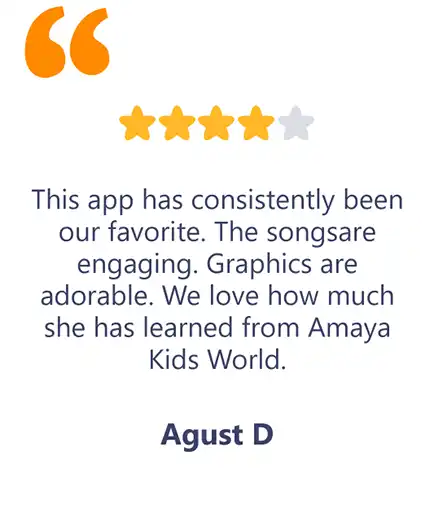 This app has consistently been
our favorite. The songsare
engaging. Graphics are
adorable. We love how much
she has learned from Amaya
Kids World.
Agust D